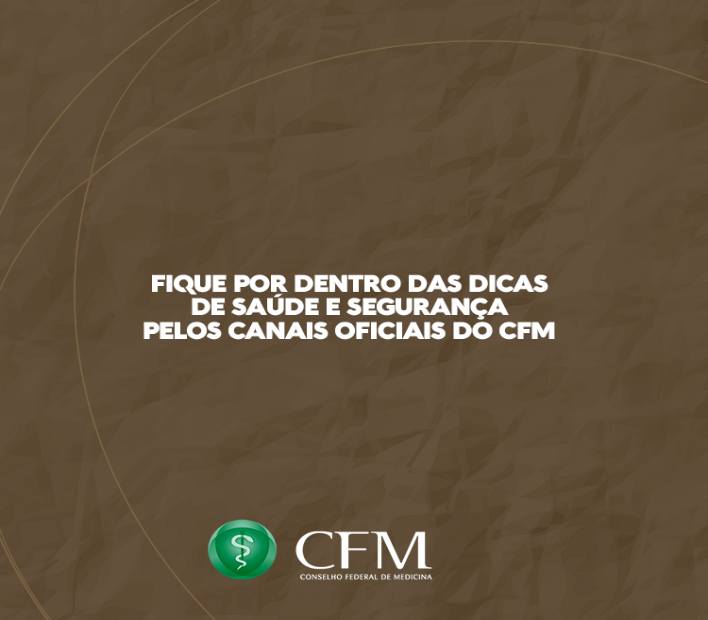 FIQUE POR DENTRO DAS DICAS
DE SAÚDE E SEGURANÇA
PELOS CANAIS OFICIAIS DO CFM
CFM
CONSELHO FEDERAL DE MEDICINA